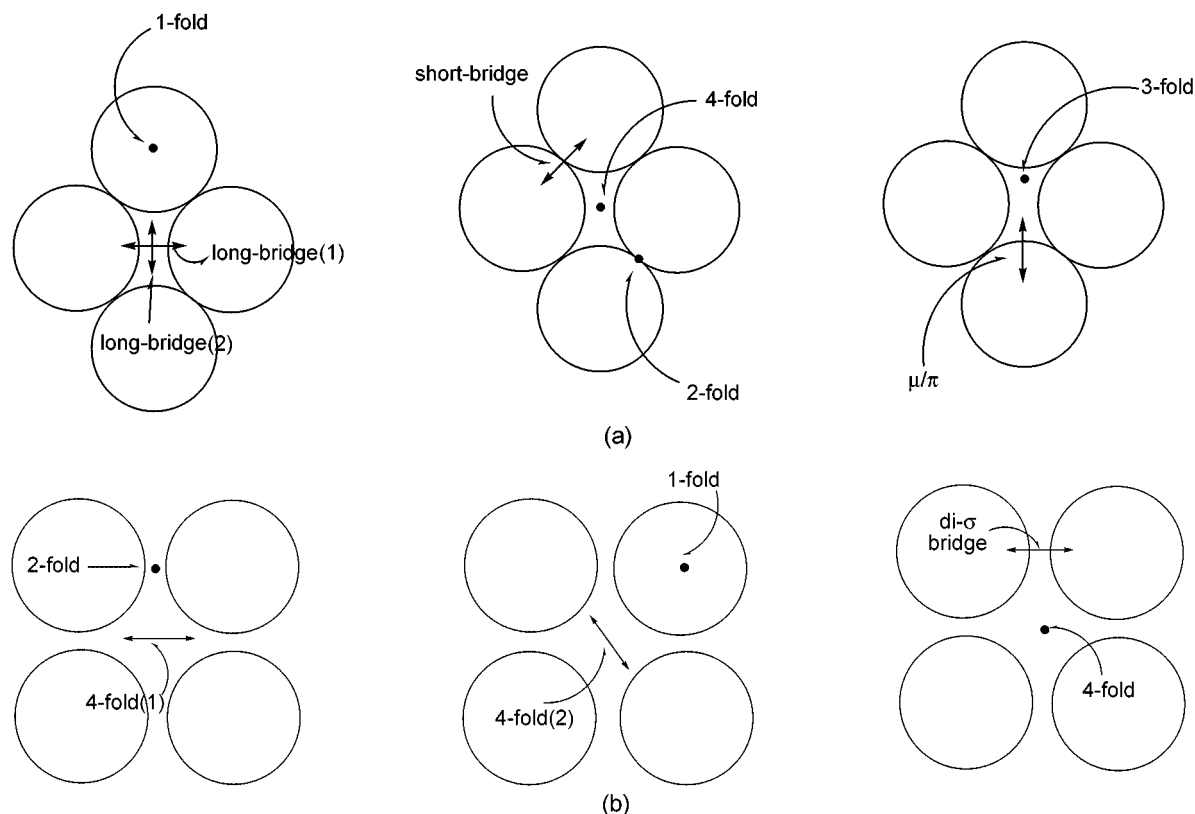 1-fold
short-bridge
4-fold
3-fold
long-bridge(1)
long-bridge(2)
2-fold
μ/π
(a)
1-fold
di-σ
bridge
2-fold
4-fold(1)
4-fold(2)
4-fold
(b)